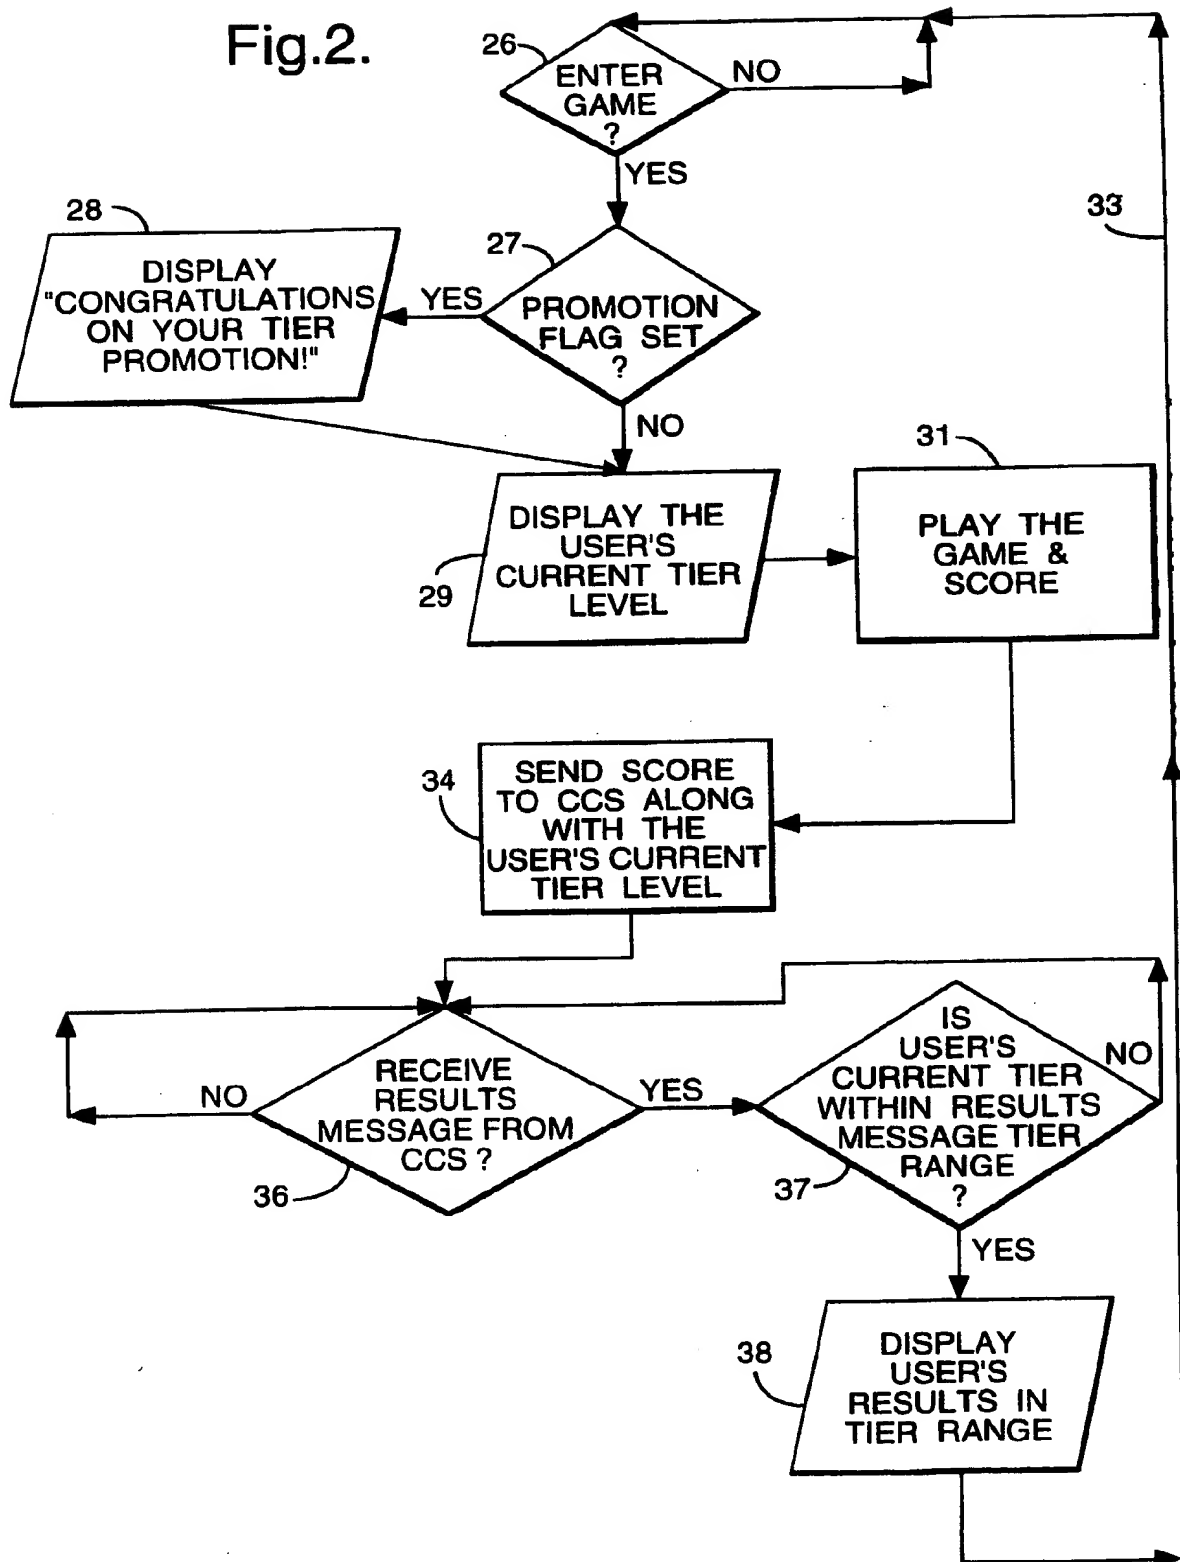 Fig.2.
26
ENTER
GAME
?
NO
YES
33
28
DISPLAY
"CONGRATULATIONS
ON YOUR TIER
PROMOTION!"
27
YES
PROMOTION
FLAG SET
?
NO
29
DISPLAY THE
USER'S
CURRENT TIER
LEVEL
31
PLAY THE
GAME &
SCORE
34
SEND SCORE
TO CCS ALONG
WITH THE
USER'S CURRENT
TIER LEVEL
NO
RECEIVE
RESULTS
MESSAGE FROM
CCS ?
36
YES
IS
USER'S
CURRENT TIER
WITHIN RESULTS
MESSAGE TIER
RANGE
?
NO
37
YES
38
DISPLAY
USER'S
RESULTS IN
TIER RANGE